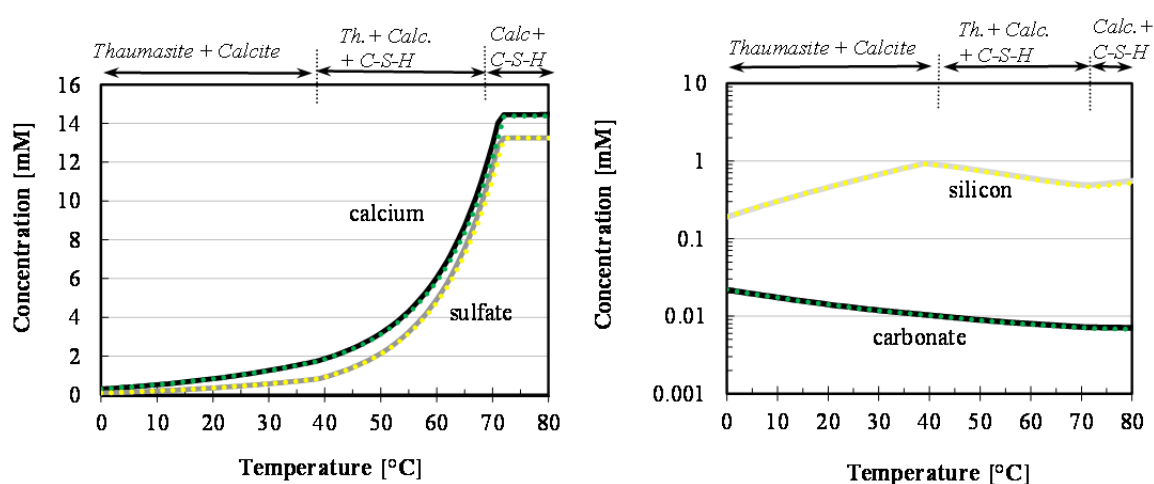 Thaumasite + Calcite
Th. + Calc.
+ C-S-H
Calc+
C-S-H
16
14
12
10
8
6
4
2
0
Concentration [mM]
calcium
sulfate
0 10 20 30 40 50 60 70 80
Temperature [°C]
Thaumasite + Calcite
Th. + Calc.
+ C-S-H
Calc. +
C-S-H
10
1
0.1
0.01
0.001
Concentration [mM]
silicon
carbonate
0 10 20 30 40 50 60 70 80
Temperature [°C]